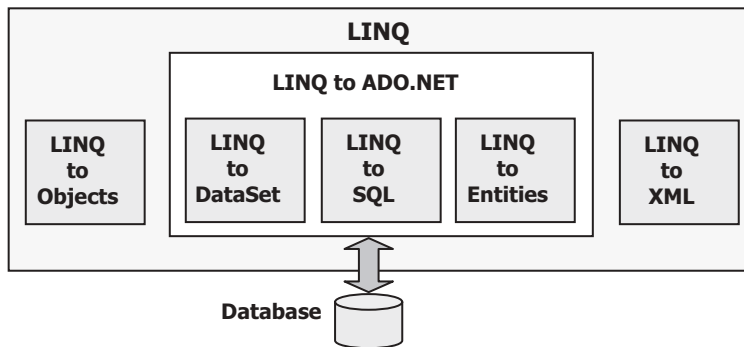 LINQ
LINQ to ADO.NET
LINQ
to
Objects
LINQ
to
DataSet
LINQ
to
SQL
LINQ
to
Entities
LINQ
to
XML
Database